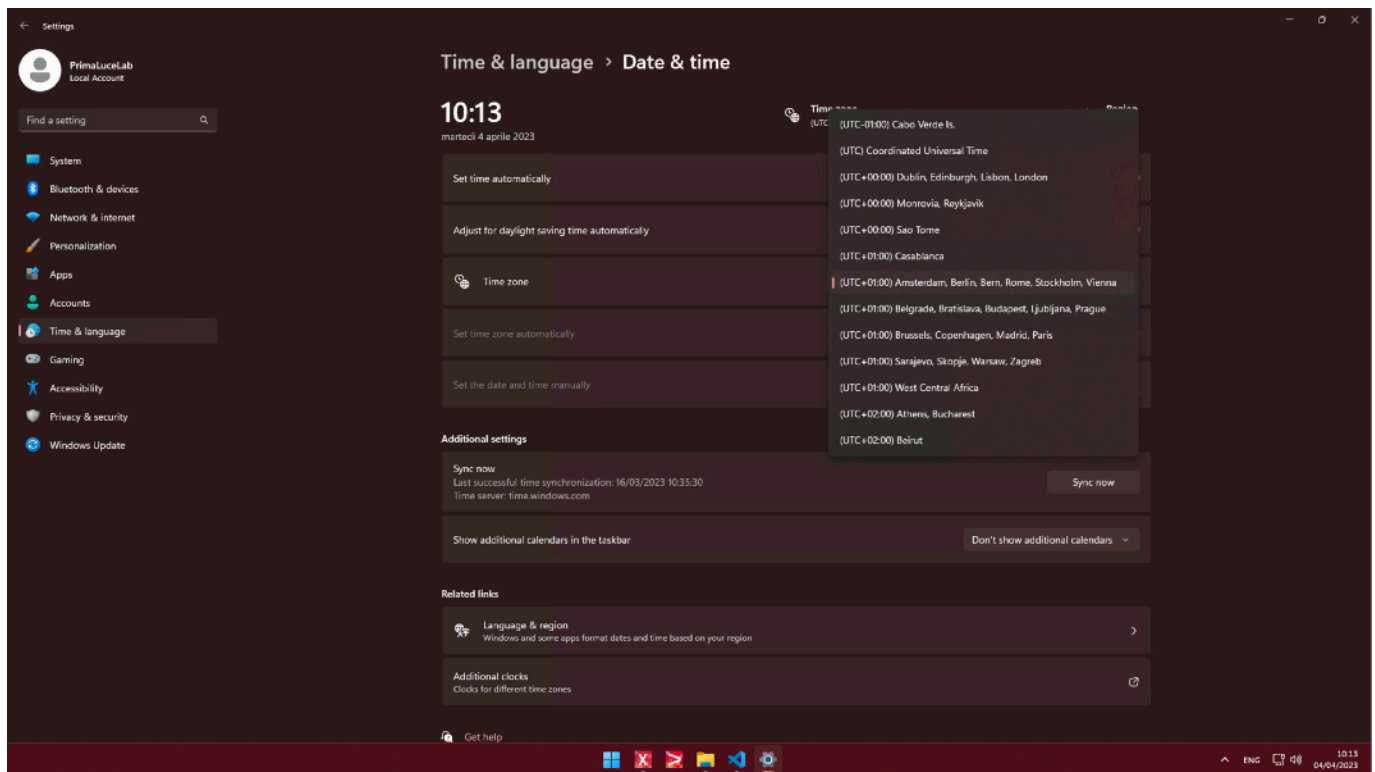 Settings
PrimaLuceLab
Local Account
Find a setting
System
Bluetooth & devices
Network & internet
Personalization
Apps
Accounts
Time & language
Gaming
Accessibility
Privacy & security
Windows Update
Time & language > Date & time
10:13
martedì 4 aprile 2023
Time zone
(UTC
Region
Set time automatically
Adjust for daylight saving time automatically
Time zone
Set time zone automatically
Set the date and time manually
(UTC-01:00) Cabo Verde Is.
(UTC) Coordinated Universal Time
(UTC+00:00) Dublin, Edinburgh, Lisbon, London
(UTC+00:00) Monrovia, Reykjavik
(UTC+00:00) Sao Tome
(UTC+01:00) Casablanca
(UTC+01:00) Amsterdam, Berlin, Bern, Rome, Stockholm, Vienna
(UTC+01:00) Belgrade, Bratislava, Budapest, Ljubljana, Prague
(UTC+01:00) Brussels, Copenhagen, Madrid, Paris
(UTC+01:00) Sarajevo, Skopje, Warsaw, Zagreb
(UTC+01:00) West Central Africa
(UTC+02:00) Athens, Bucharest
(UTC+02:00) Beirut
Additional settings
Sync now
Last successful time synchronization: 16/03/2023 10:35:30
Time server: time.windows.com
Sync now
Show additional calendars in the taskbar
Don't show additional calendars
Related links
Language & region
Windows and some apps format dates and time based on your region
Additional clocks
Clocks for different time zones
Get help
ENG
10:13
04/04/2023